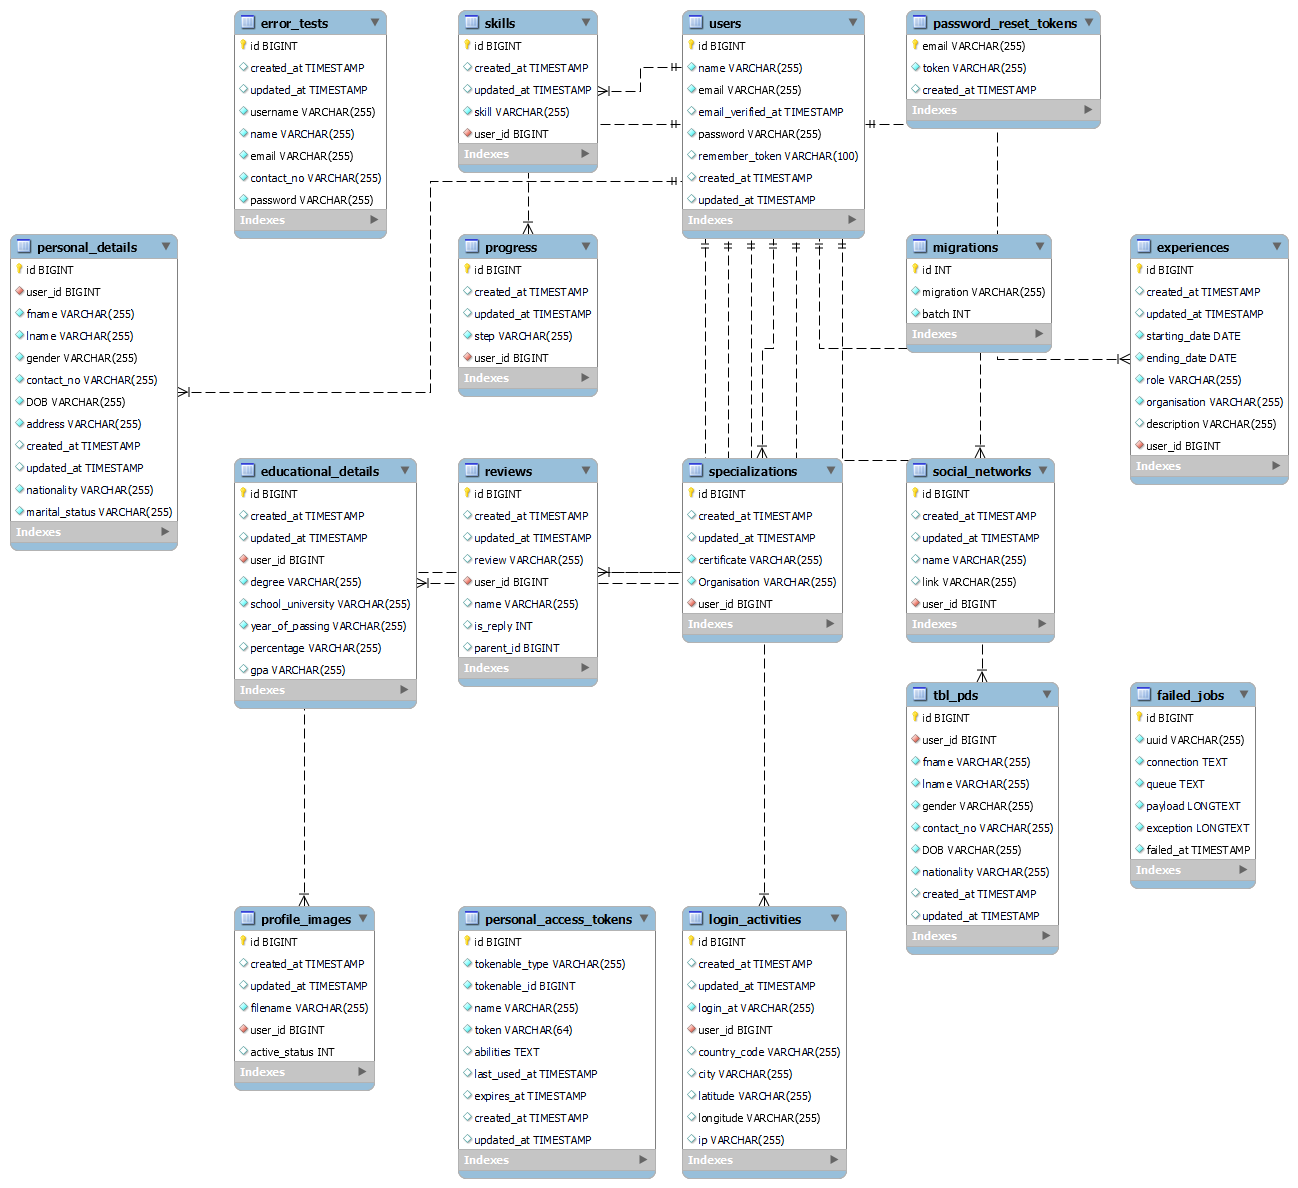 error_tests
id BIGINT
created_at TIMESTAMP
updated_at TIMESTAMP
username VARCHAR(255)
name VARCHAR(255)
email VARCHAR(255)
contact_no VARCHAR(255)
password VARCHAR(255)
Indexes
skills
id BIGINT
created_at TIMESTAMP
updated_at TIMESTAMP
skill VARCHAR(255)
user_id BIGINT
Indexes
users
id BIGINT
name VARCHAR(255)
email VARCHAR(255)
email_verified_at TIMESTAMP
password VARCHAR(255)
remember_token VARCHAR(100)
created_at TIMESTAMP
updated_at TIMESTAMP
Indexes
password_reset_tokens
email VARCHAR(255)
token VARCHAR(255)
created_at TIMESTAMP
Indexes
personal_details
id BIGINT
user_id BIGINT
fname VARCHAR(255)
lname VARCHAR(255)
gender VARCHAR(255)
contact_no VARCHAR(255)
DOB VARCHAR(255)
address VARCHAR(255)
created_at TIMESTAMP
updated_at TIMESTAMP
nationality VARCHAR(255)
marital_status VARCHAR(255)
Indexes
progress
id BIGINT
created_at TIMESTAMP
updated_at TIMESTAMP
step VARCHAR(255)
user_id BIGINT
Indexes
migrations
id INT
migration VARCHAR(255)
batch INT
Indexes
experiences
id BIGINT
created_at TIMESTAMP
updated_at TIMESTAMP
starting_date DATE
ending_date DATE
role VARCHAR(255)
organisation VARCHAR(255)
description VARCHAR(255)
user_id BIGINT
Indexes
educational_details
id BIGINT
created_at TIMESTAMP
updated_at TIMESTAMP
user_id BIGINT
degree VARCHAR(255)
school_university VARCHAR(255)
year_of_passing VARCHAR(255)
percentage VARCHAR(255)
gpa VARCHAR(255)
Indexes
reviews
id BIGINT
created_at TIMESTAMP
updated_at TIMESTAMP
review VARCHAR(255)
user_id BIGINT
name VARCHAR(255)
is_reply INT
parent_id BIGINT
Indexes
specializations
id BIGINT
created_at TIMESTAMP
updated_at TIMESTAMP
certificate VARCHAR(255)
Organisation VARCHAR(255)
user_id BIGINT
Indexes
social_networks
id BIGINT
created_at TIMESTAMP
updated_at TIMESTAMP
name VARCHAR(255)
link VARCHAR(255)
user_id BIGINT
Indexes
tbl_pds
id BIGINT
user_id BIGINT
fname VARCHAR(255)
lname VARCHAR(255)
gender VARCHAR(255)
contact_no VARCHAR(255)
DOB VARCHAR(255)
nationality VARCHAR(255)
created_at TIMESTAMP
updated_at TIMESTAMP
Indexes
failed_jobs
id BIGINT
uuid VARCHAR(255)
connection TEXT
queue TEXT
payload LONGTEXT
exception LONGTEXT
failed_at TIMESTAMP
Indexes
profile_images
id BIGINT
created_at TIMESTAMP
updated_at TIMESTAMP
filename VARCHAR(255)
user_id BIGINT
active_status INT
Indexes
personal_access_tokens
id BIGINT
tokenable_type VARCHAR(255)
tokenable_id BIGINT
name VARCHAR(255)
token VARCHAR(64)
abilities TEXT
last_used_at TIMESTAMP
expires_at TIMESTAMP
created_at TIMESTAMP
updated_at TIMESTAMP
Indexes
login_activities
id BIGINT
created_at TIMESTAMP
updated_at TIMESTAMP
login_at VARCHAR(255)
user_id BIGINT
country_code VARCHAR(255)
city VARCHAR(255)
latitude VARCHAR(255)
longitude VARCHAR(255)
ip VARCHAR(255)
Indexes